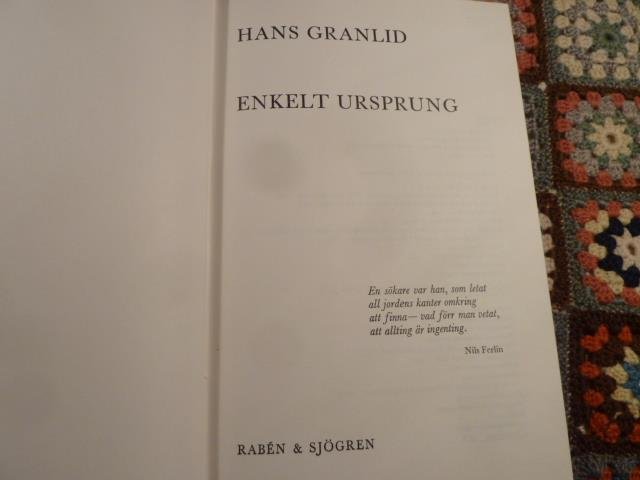 HANS GRANLID
ENKELT URSPRUNG
En sökare var han, som letat
all jordens kanter omkring
att finna— vad förr man vetat,
att allting är ingenting.
Nils Ferlin
RABÉN & SJÖGREN